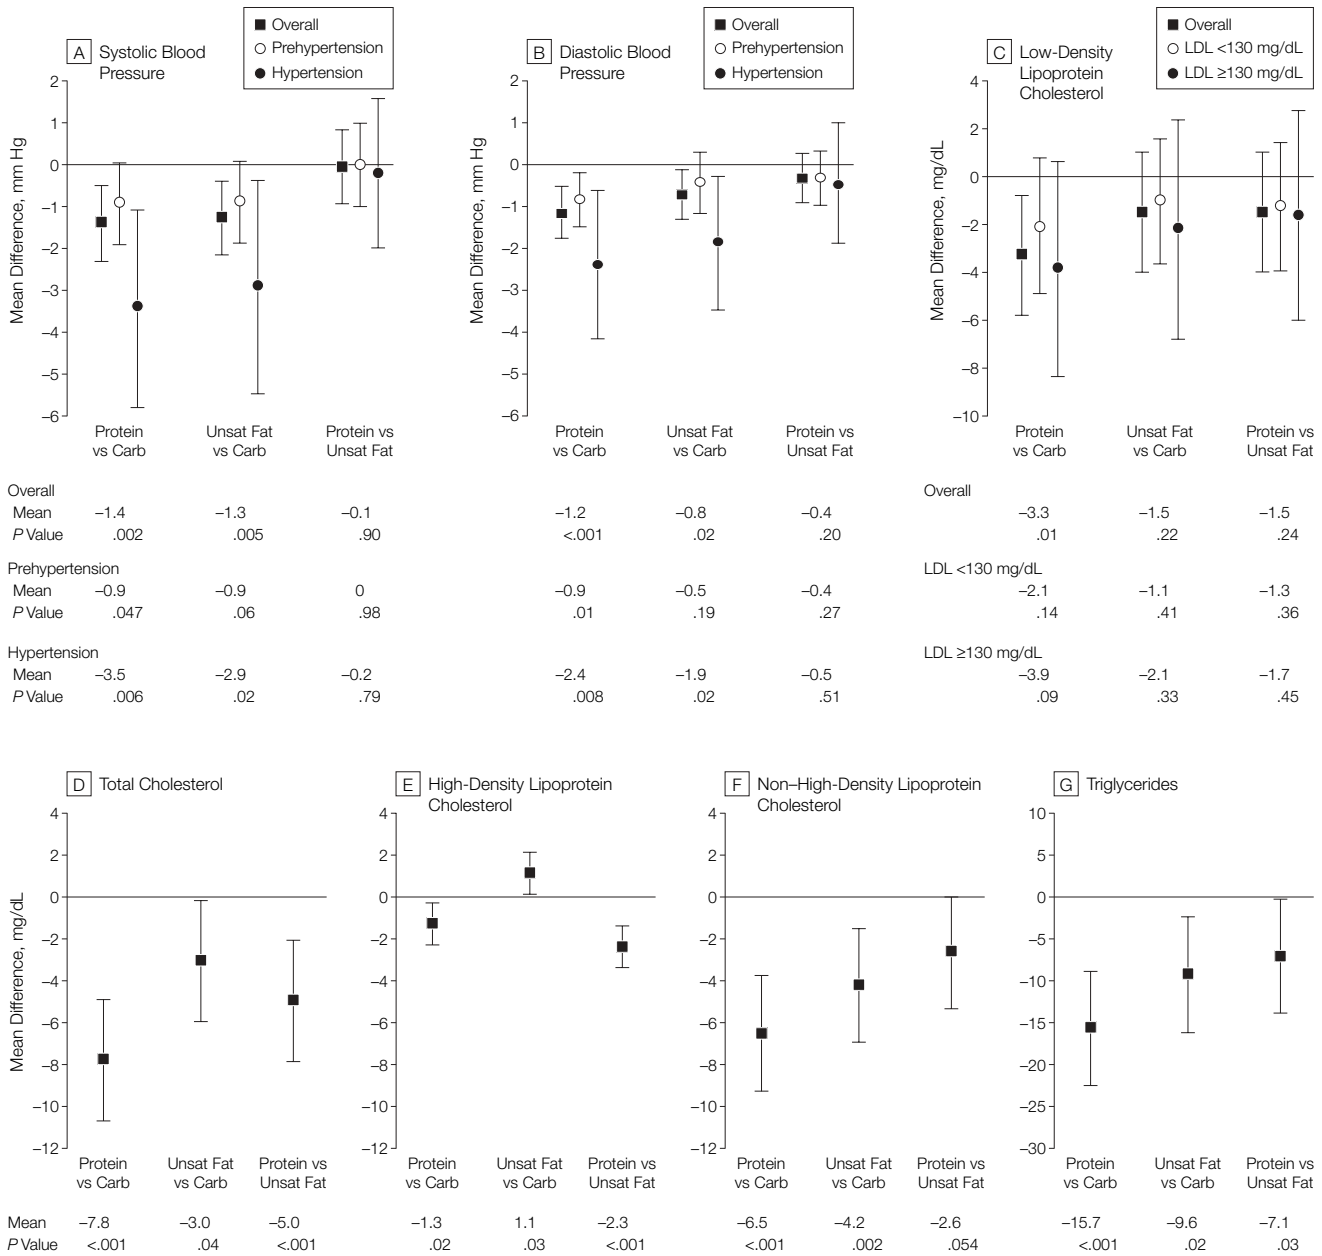 A Systolic Blood Pressure
Overall
Prehypertension
Hypertension
Mean Difference, mm Hg
2
1
0
–1
–2
–3
–4
–5
–6
Protein vs Carb
Unsat Fat vs Carb
Protein vs Unsat Fat
B Diastolic Blood Pressure
Overall
Prehypertension
Hypertension
Mean Difference, mm Hg
2
1
0
–1
–2
–3
–4
–5
–6
Protein vs Carb
Unsat Fat vs Carb
Protein vs Unsat Fat
C Low-Density Lipoprotein Cholesterol
Overall
LDL <130 mg/dL
LDL ≥130 mg/dL
Mean Difference, mg/dL
4
2
0
–2
–4
–6
–8
–10
Protein vs Carb
Unsat Fat vs Carb
Protein vs Unsat Fat
Overall Overall
Mean –1.4 –1.3 –0.1 –1.2 –0.8 –0.4 –3.3 –1.5 –1.5
P Value .002 .005 .90 <.001 .02 .20 .01 .22 .24
Prehypertension LDL <130 mg/dL
Mean –0.9 –0.9 0 –0.9 –0.5 –0.4 –2.1 –1.1 –1.3
P Value .047 .06 .98 .01 .19 .27 .14 .41 .36
Hypertension LDL ≥130 mg/dL
Mean –3.5 –2.9 –0.2 –2.4 –1.9 –0.5 –3.9 –2.1 –1.7
P Value .006 .02 .79 .008 .02 .51 .09 .33 .45
D Total Cholesterol
Mean Difference, mg/dL
4
2
0
–2
–4
–6
–8
–10
–12
Protein vs Carb
Unsat Fat vs Carb
Protein vs Unsat Fat
E High-Density Lipoprotein Cholesterol
4
2
0
–2
–4
–6
–8
–10
–12
Protein vs Carb
Unsat Fat vs Carb
Protein vs Unsat Fat
F Non–High-Density Lipoprotein Cholesterol
4
2
0
–2
–4
–6
–8
–10
–12
Protein vs Carb
Unsat Fat vs Carb
Protein vs Unsat Fat
G Triglycerides
10
5
0
–5
–10
–15
–20
–25
–30
Protein vs Carb
Unsat Fat vs Carb
Protein vs Unsat Fat
Mean –7.8 –3.0 –5.0 –1.3 1.1 –2.3 –6.5 –4.2 –2.6 –15.7 –9.6 –7.1
P Value <.001 .04 <.001 .02 .03 <.001 <.001 .002 .054 <.001 .02 .03